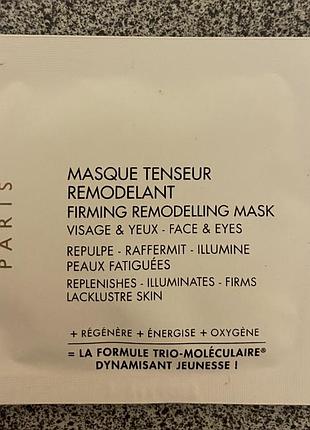 PARIS
MASQUE TENSEUR
REMODELANT
FIRMING REMODELLING MASK
VISAGE & YEUX - FACE & EYES
REPULPE - RAFFERMIT - ILLUMINE
PEAUX FATIGUÉES
REPLENISHES - ILLUMINATES - FIRMS
LACKLUSTRE SKIN
+ RÉGÉNÈRE + ÉNERGISE + OXYGÈNE
= LA FORMULE TRIO-MOLÉCULAIRE®
DYNAMISANT JEUNESSE !